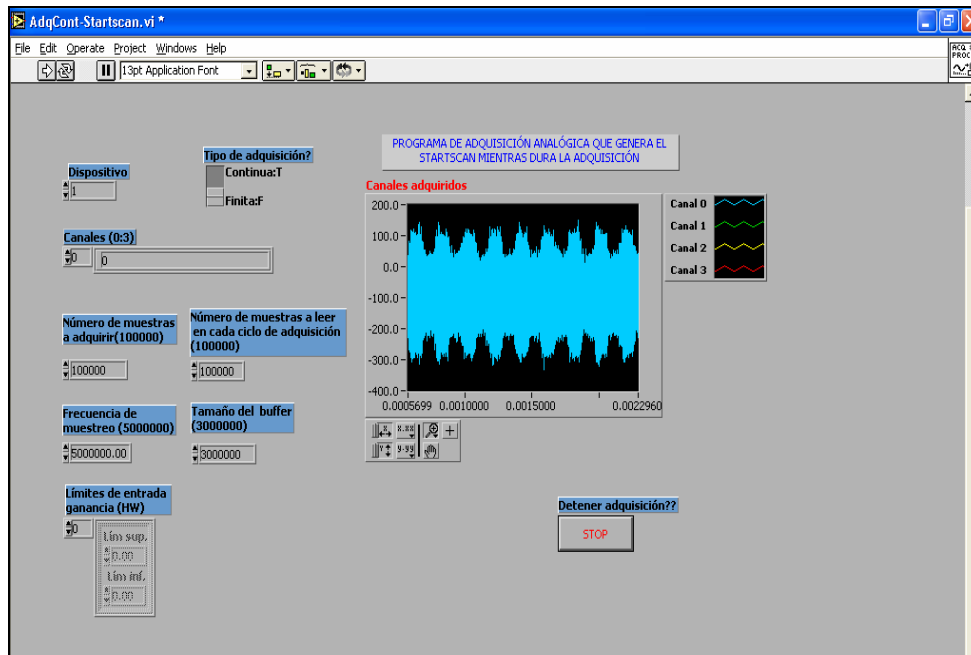 AdqCont-Startscan.vi *
File Edit Operate Project Windows Help
13pt Application Font
PROGRAMA DE ADQUISICIÓN ANALÓGICA QUE GENERA EL
STARTSCAN MIENTRAS DURA LA ADQUISICIÓN
Tipo de adquisición?
Continua:T
Finita:F
Dispositivo
1
Canales (0:3)
0
0
Canales adquiridos
200.0
100.0
0.0
-100.0
-200.0
-300.0
-400.0
0.0005699 0.0010000 0.0015000 0.0022960
Canal 0
Canal 1
Canal 2
Canal 3
Número de muestras
a adquirir(100000)
100000
Número de muestras a leer
en cada ciclo de adquisición
(100000)
100000
Frecuencia de
muestreo (5000000)
5000000.00
Tamaño del buffer
(3000000)
3000000
Límites de entrada
ganancia (HW)
0
Lím sup.
0.00
Lím inf.
0.00
Detener adquisición??
STOP